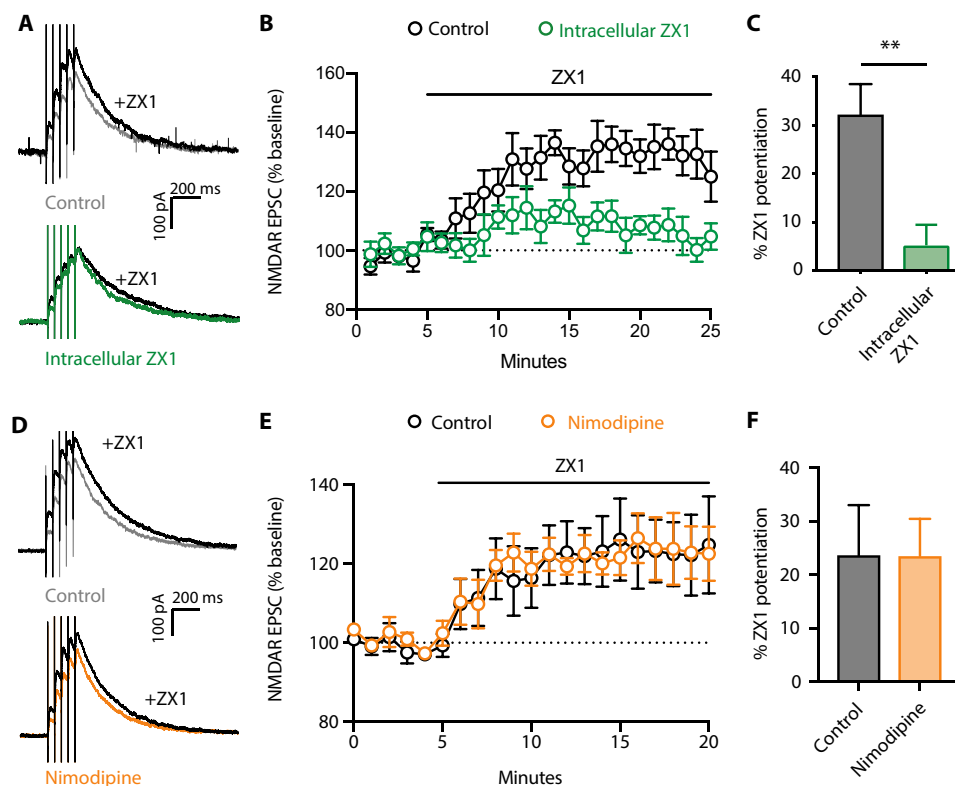 A
+ZX1
Control
200 ms
100 pA
+ZX1
Intracellular ZX1
B
Control
Intracellular ZX1
ZX1
NMDAR EPSC (% baseline)
160
140
120
100
80
0
5
10
15
20
25
Minutes
C
**
% ZX1 potentiation
40
30
20
10
0
Control
Intracellular
ZX1
D
+ZX1
Control
200 ms
100 pA
+ZX1
Nimodipine
E
Control
Nimodipine
ZX1
NMDAR EPSC (% baseline)
140
120
100
80
0
5
10
15
20
Minutes
F
% ZX1 potentiation
40
30
20
10
0
Control
Nimodipine